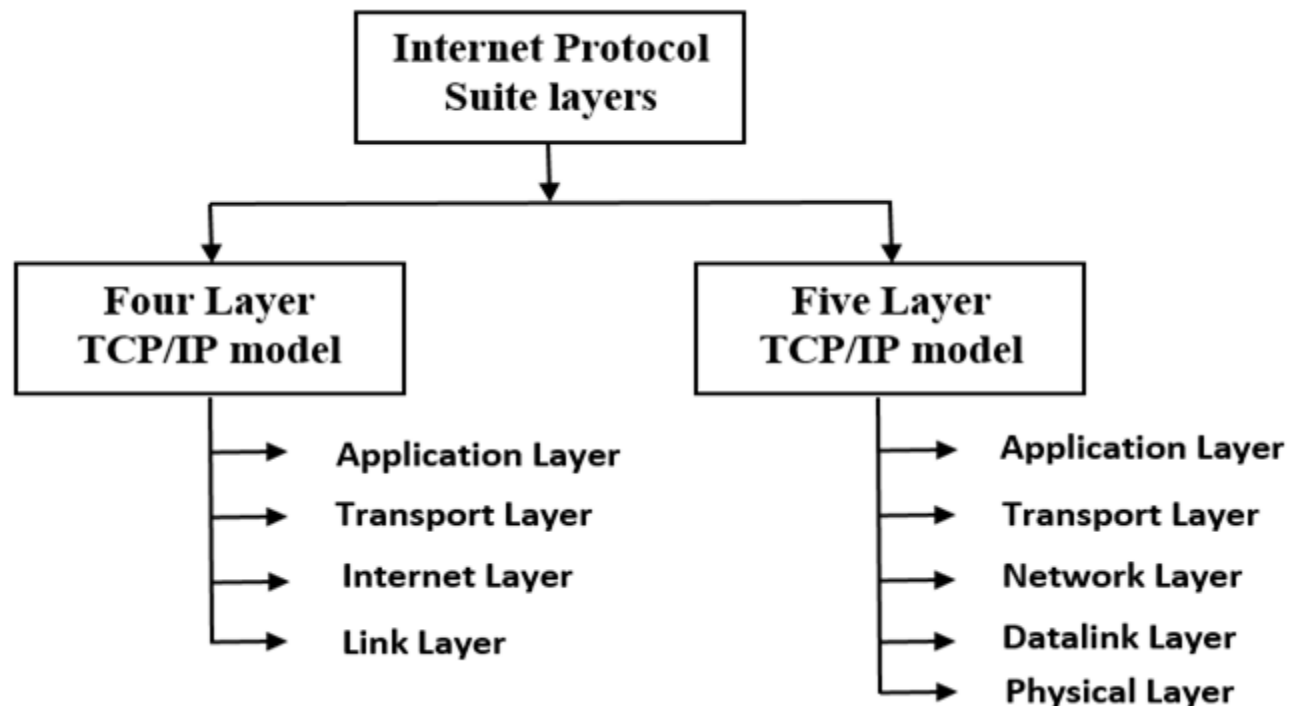 Internet Protocol
Suite layers
Four Layer
TCP/IP model
Application Layer
Transport Layer
Internet Layer
Link Layer
Five Layer
TCP/IP model
Application Layer
Transport Layer
Network Layer
Datalink Layer
Physical Layer